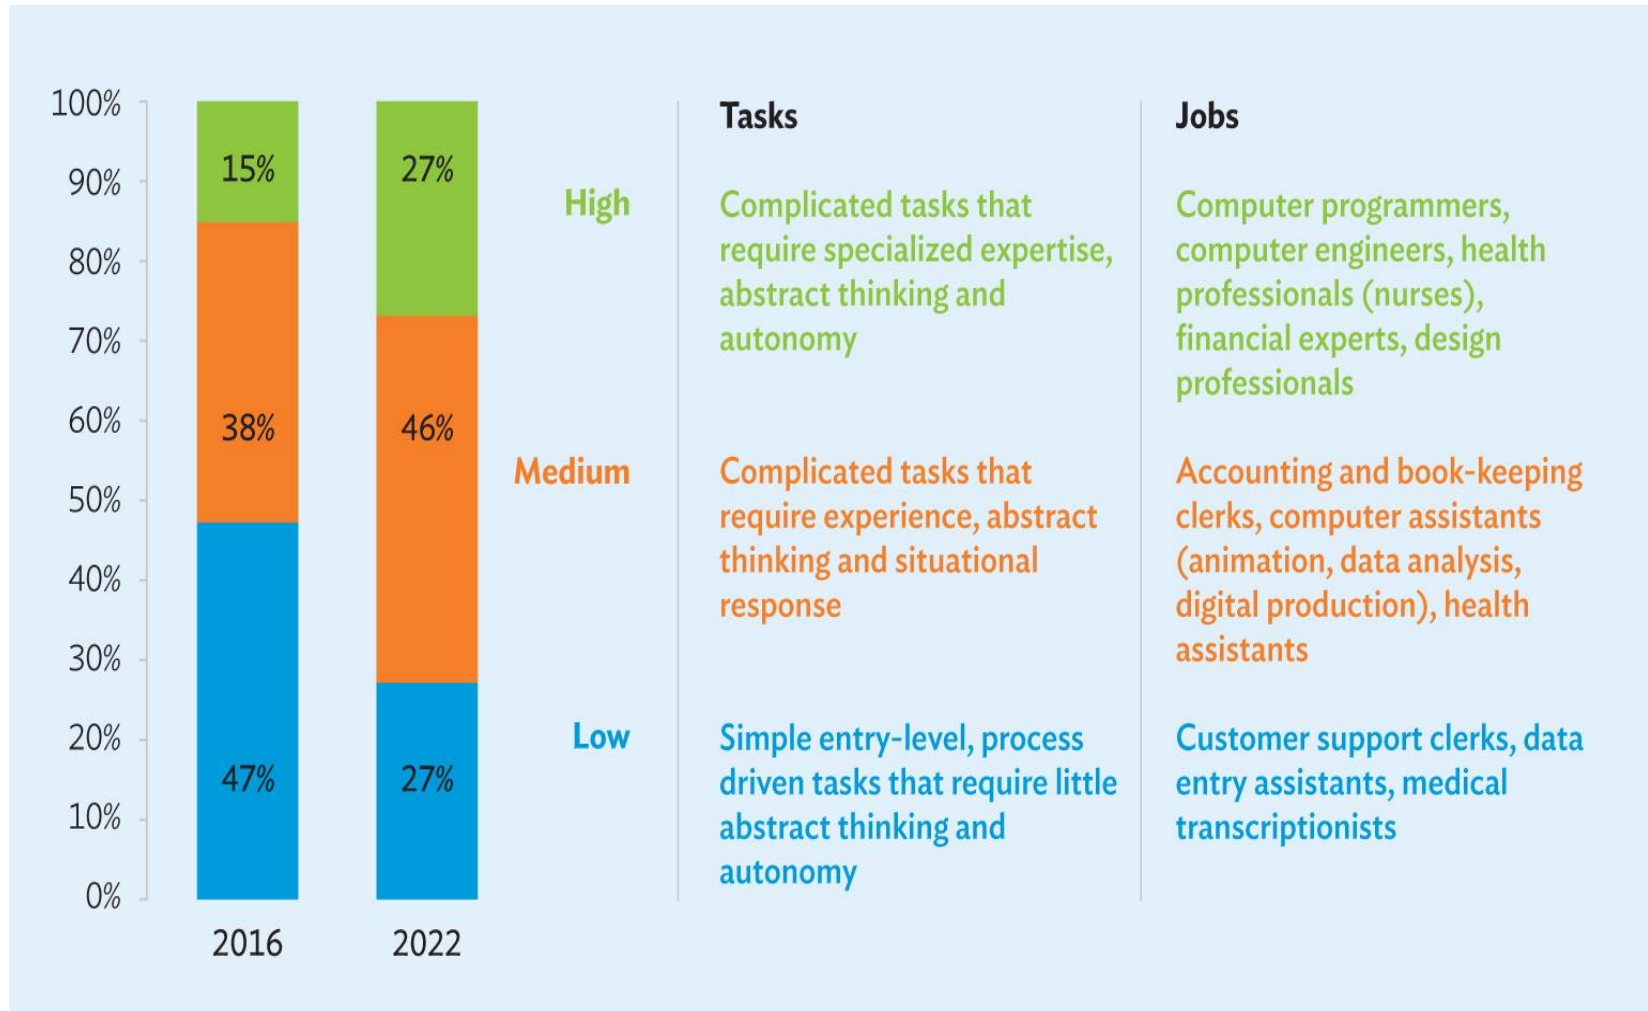 100%
90%
80%
70%
60%
50%
40%
30%
20%
10%
0%
15%
38%
47%
2016
27%
46%
27%
2022
High
Medium
Low
Tasks
Complicated tasks that
require specialized expertise,
abstract thinking and
autonomy
Complicated tasks that
require experience, abstract
thinking and situational
response
Simple entry-level, process
driven tasks that require little
abstract thinking and
autonomy
Jobs
Computer programmers,
computer engineers, health
professionals (nurses),
financial experts, design
professionals
Accounting and book-keeping
clerks, computer assistants
(animation, data analysis,
digital production), health
assistants
Customer support clerks, data
entry assistants, medical
transcriptionists